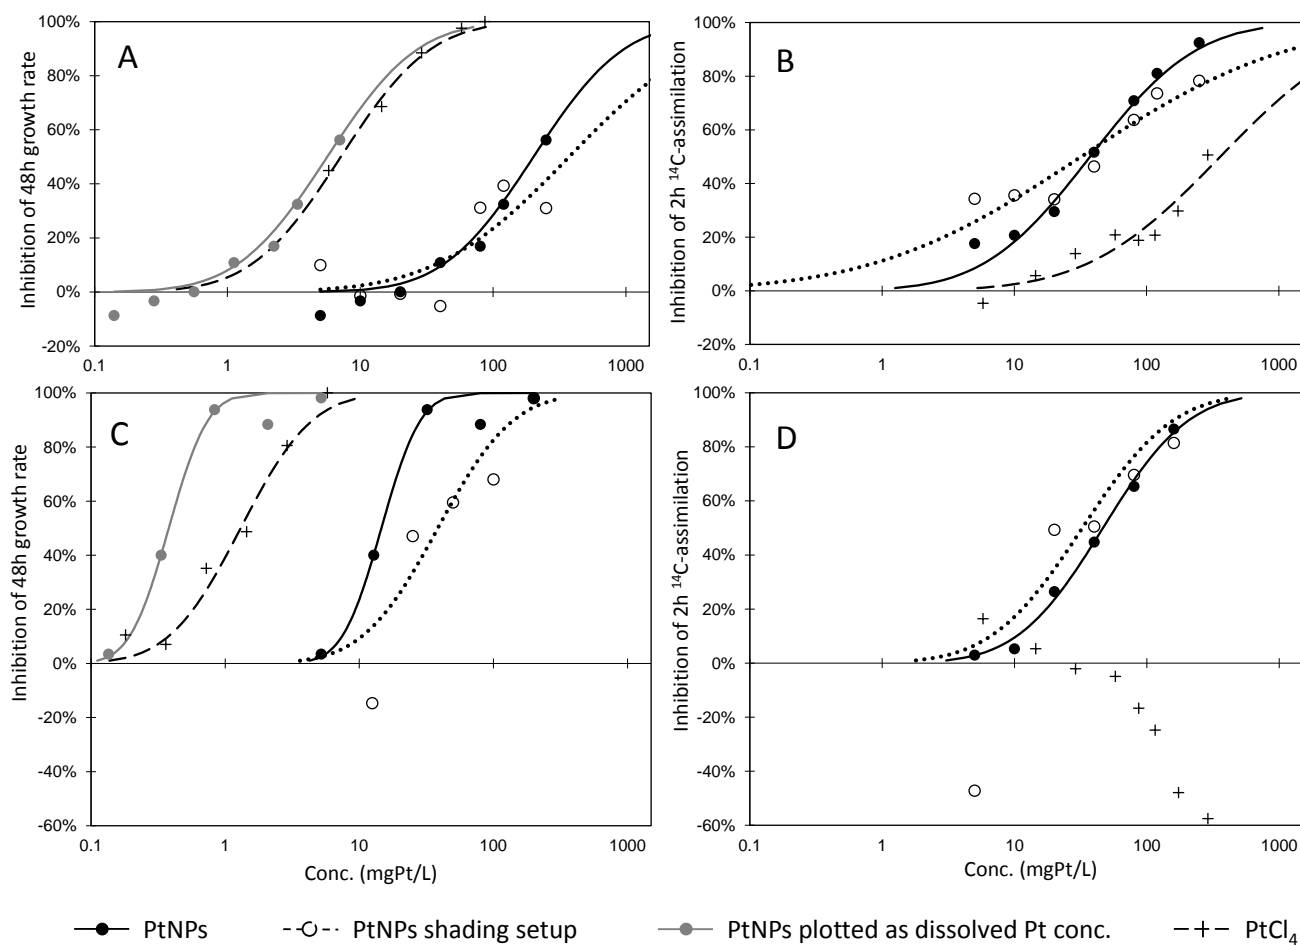 A
Inhibition of 48h growth rate
100%
80%
60%
40%
20%
0%
-20%
0.1 1 10 100 1000
B
Inhibition of 2h ¹⁴C-assimilation
100%
80%
60%
40%
20%
0%
-20%
0.1 1 10 100 1000
C
Inhibition of 48h growth rate
100%
80%
60%
40%
20%
0%
-20%
-40%
-60%
0.1 1 10 100 1000
Conc. (mgPt/L)
D
Inhibition of 2h ¹⁴C-assimilation
100%
80%
60%
40%
20%
0%
-20%
-40%
-60%
0.1 1 10 100 1000
Conc. (mgPt/L)
PtNPs PtNPs shading setup PtNPs plotted as dissolved Pt conc. PtCl₄